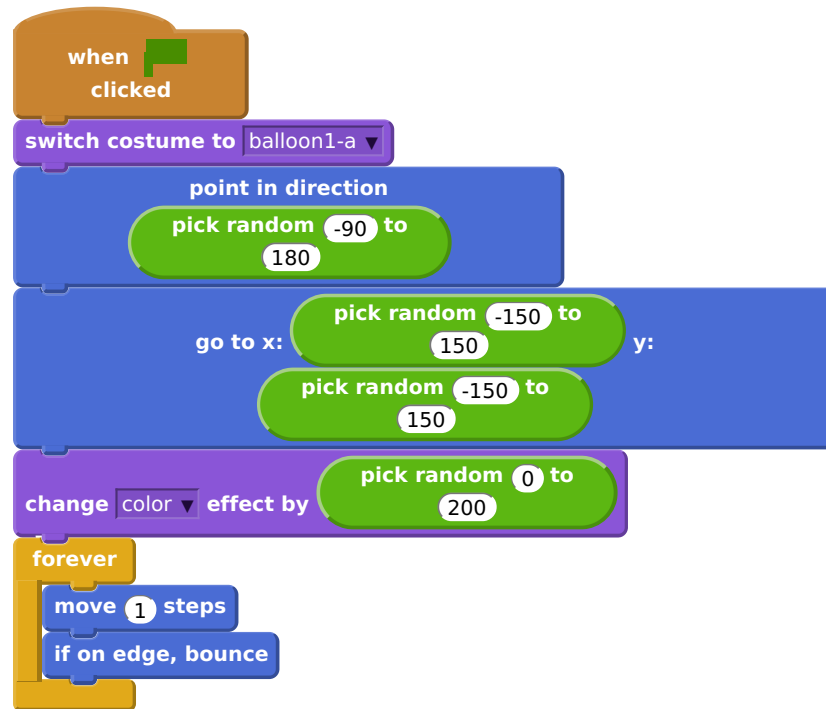 when
clicked
switch costume to balloon1-a ▼
point in direction
pick random -90 to
180
pick random -150 to
150
go to x: y:
pick random -150 to
150
pick random 0 to
200
change color ▼ effect by
forever
move 1 steps
if on edge, bounce